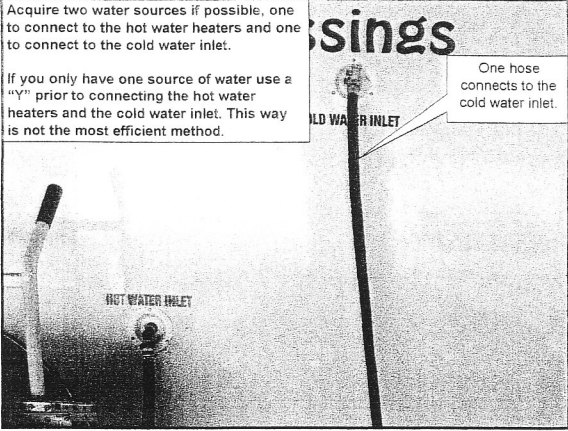 Acquire two water sources if possible, one
to connect to the hot water heaters and one
to connect to the cold water inlet.
If you only have one source of water use a
"Y" prior to connecting the hot water
heaters and the cold water inlet. This way
is not the most efficient method.
ssings
One hose
connects to the
cold water inlet.
OLD WATER INLET
HOT WATER INLET